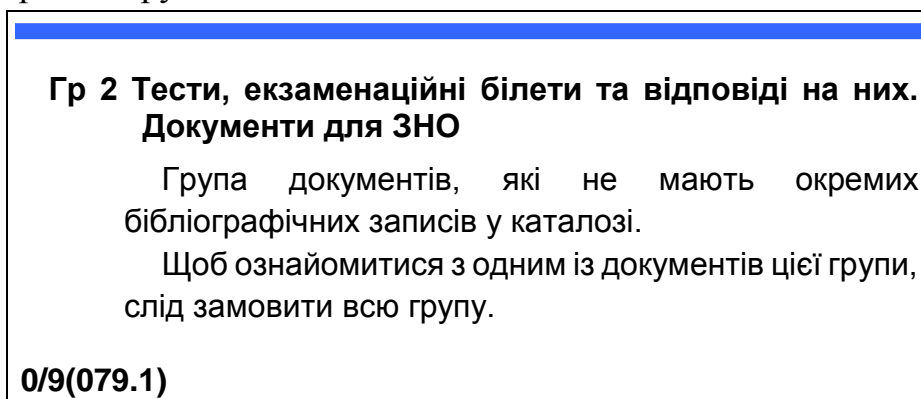 Гр 2 Тести, екзаменаційні білети та відповіді на них.
Документи для ЗНО
Група документів, які не мають окремих
бібліографічних записів у каталозі.
Щоб ознайомитися з одним із документів цієї групи,
слід замовити всю групу.
0/9(079.1)